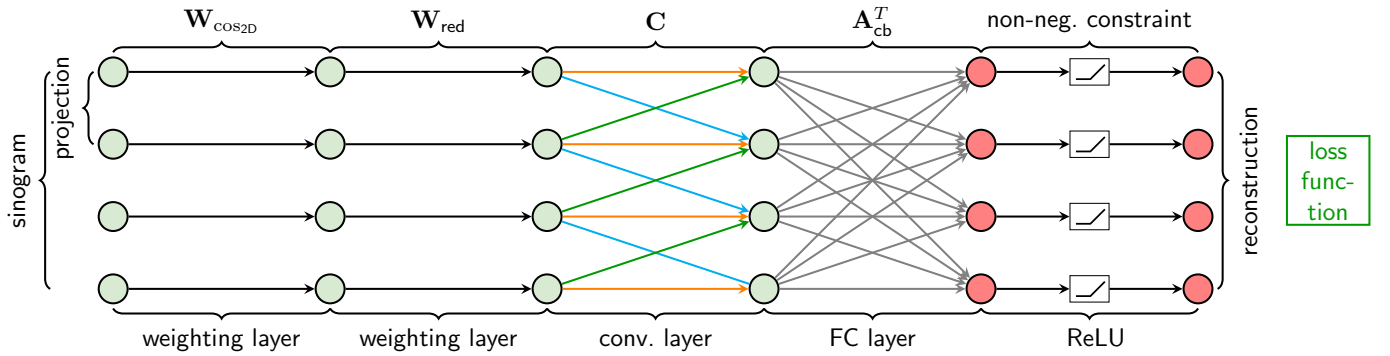 W_cos2D
W_red
C
A_cb^T
non-neg. constraint
sinogram
projection
reconstruction
loss
func-
tion
weighting layer
weighting layer
conv. layer
FC layer
ReLU